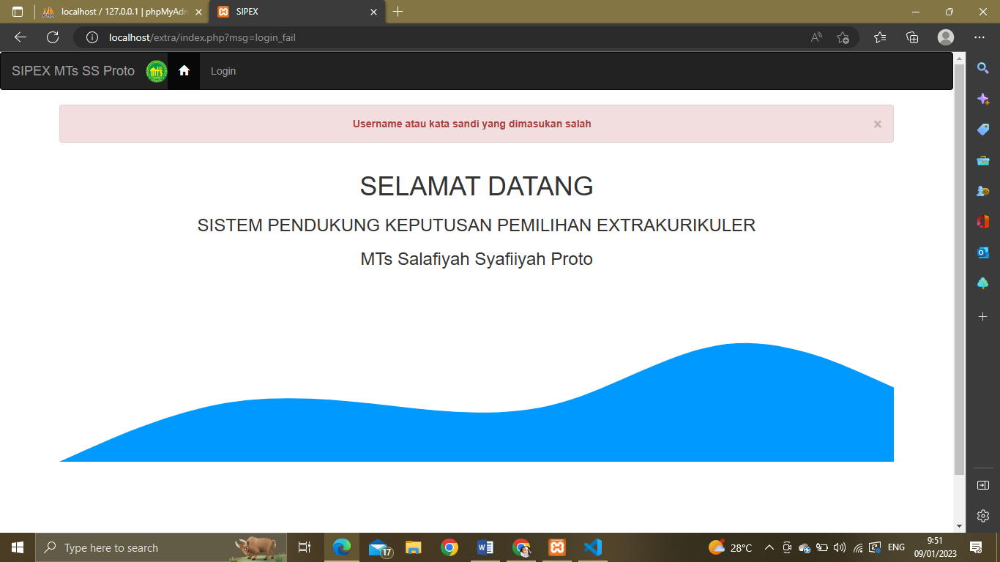 localhost / 127.0.0.1 | phpMyAdm
SIPEX
localhost/extra/index.php?msg=login_fail
SIPEX MTs SS Proto
Login
Username atau kata sandi yang dimasukan salah
×
SELAMAT DATANG
SISTEM PENDUKUNG KEPUTUSAN PEMILIHAN EXTRAKURIKULER
MTs Salafiyah Syafiiyah Proto
Type here to search
17
28°C
ENG
9:51
09/01/2023